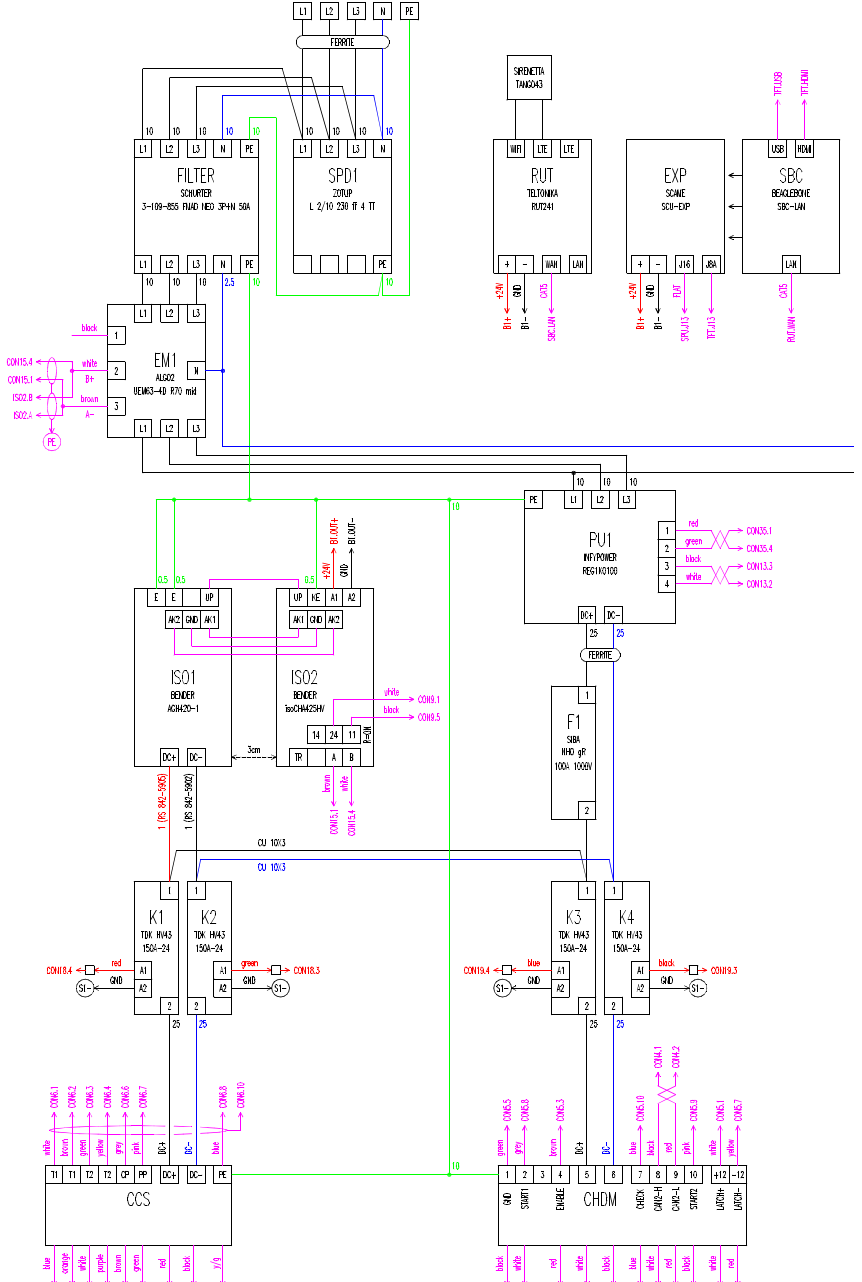 L1 L2 L3 N PE
FERRITE
SIRENETTA
TANGO43
TFT.USB
TFT.HDMI
10 10 10 10 10
10 10 10 10
L1 L2 L3 N PE
L1 L2 L3 N
WIFI LTE LTE
USB HDMI
FILTER
SCHURTER
3-109-855 FMAD NEO 3P+N 50A
SPD1
ZOTUP
L 2/10 230 ff 4 TT
RUT
TELTONIKA
RUT241
EXP
SCAME
SCU-EXP
SBC
BEAGLEBONE
SBC-LAN
L1 L2 L3 N PE
PE
+ - WAN LAN
+ - J16 J8A
LAN
10 10 10 2.5 10
10
+24V GND CAT5
B1+ B1- SBC.LAN
+24V GND FLAT
B1+ B1- SPU.J13 TFT.J13
CAT5
RUT.WAN
L1 L2 L3
black
1
CON15.4
white
2
B+
CON15.1
ISO2.B
brown
3
A-
ISO2.A
PE
EM1
ALGO2
UEM63-4D R70 mid
N
L1 L2 L3
10 10 10
PE L1 L2 L3
10
PU1
INFYPOWER
REG1K0100
1 red CON35.1
2 green CON35.4
3 black CON13.3
4 white CON13.2
DC+ DC-
25 25
FERRITE
0.5 0.5
0.5
+24V B1.OUT+
GND B1.OUT-
E E UP
AK2 GND AK1
UP KE A1 A2
AK1 GND AK2
ISO1
BENDER
AGH420-1
ISO2
BENDER
isoCHA425HV
white CON9.1
black CON9.5
14 24 11
R=ON
DC+ DC-
3cm
TR A B
brown white
CON15.1 CON15.4
1 (RS 842-5905)
1 (RS 842-5902)
1
F1
SIBA
NH0 gR
100A 1000V
2
CU 10X3
CU 10X3
1 1
1 1
K1
TDK HV43
150A-24
K2
TDK HV43
150A-24
K3
TDK HV43
150A-24
K4
TDK HV43
150A-24
CON18.4 red A1
A1 green CON18.3
CON19.4 blue A1
A1 black CON19.3
S1- GND A2
A2 GND S1-
S1- GND A2
A2 GND S1-
2 2
2 2
25 25
25 25
CON6.1 CON6.2 CON6.3 CON6.4 CON6.6 CON6.7 CON6.8 CON6.10
white brown green yellow grey pink DC+ DC- blue
T1 T1 T2 T2 CP PP DC+ DC- PE
CCS
blue orange white purple brown green red black y/g
CON4.1 CON4.2
CON5.5 CON5.8 CON5.3 CON5.10 CON5.9 CON5.1 CON5.7
green grey brown DC+ DC- blue black red pink white yellow
10
1 2 3 4 5 6 7 8 9 10 +12 -12
GND START1 ENABLE CHECK CAN2-H CAN2-L START2 LATCH+ LATCH-
CHDM
black white red white black blue white red black white red